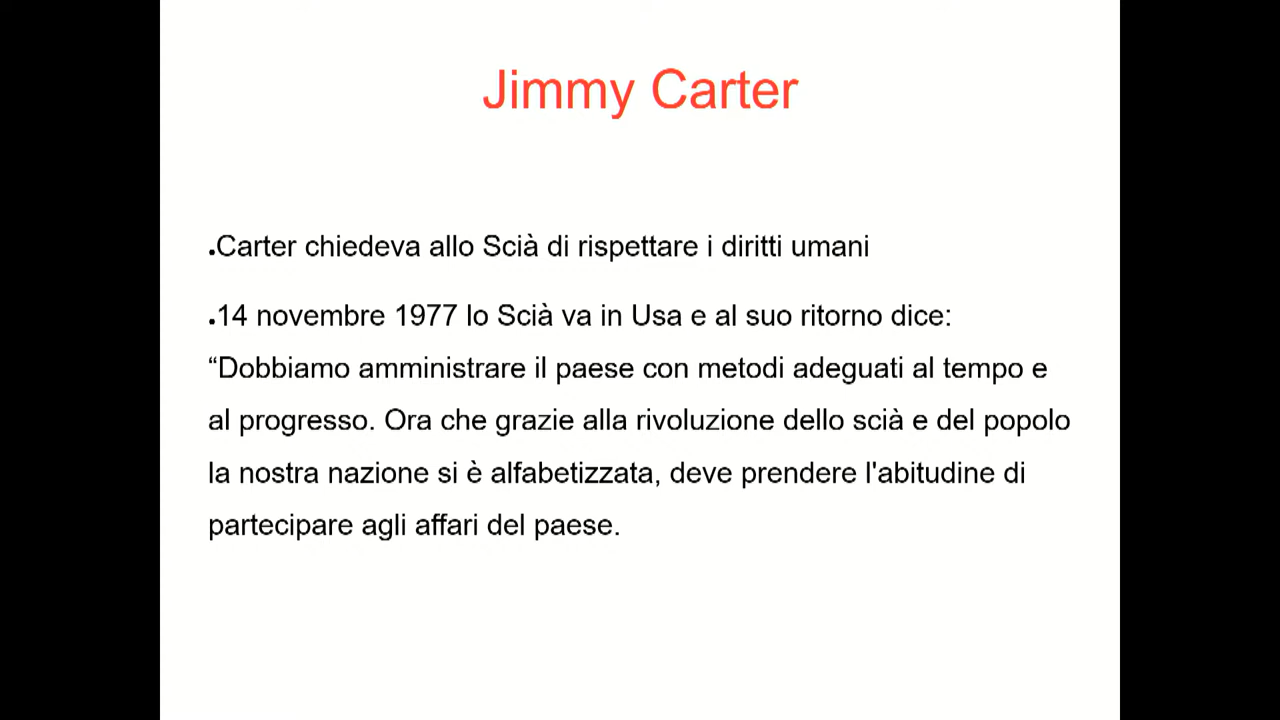 Jimmy Carter
●Carter chiedeva allo Scià di rispettare i diritti umani
●14 novembre 1977 lo Scià va in Usa e al suo ritorno dice:
“Dobbiamo amministrare il paese con metodi adeguati al tempo e
al progresso. Ora che grazie alla rivoluzione dello scià e del popolo
la nostra nazione si è alfabetizzata, deve prendere l'abitudine di
partecipare agli affari del paese.